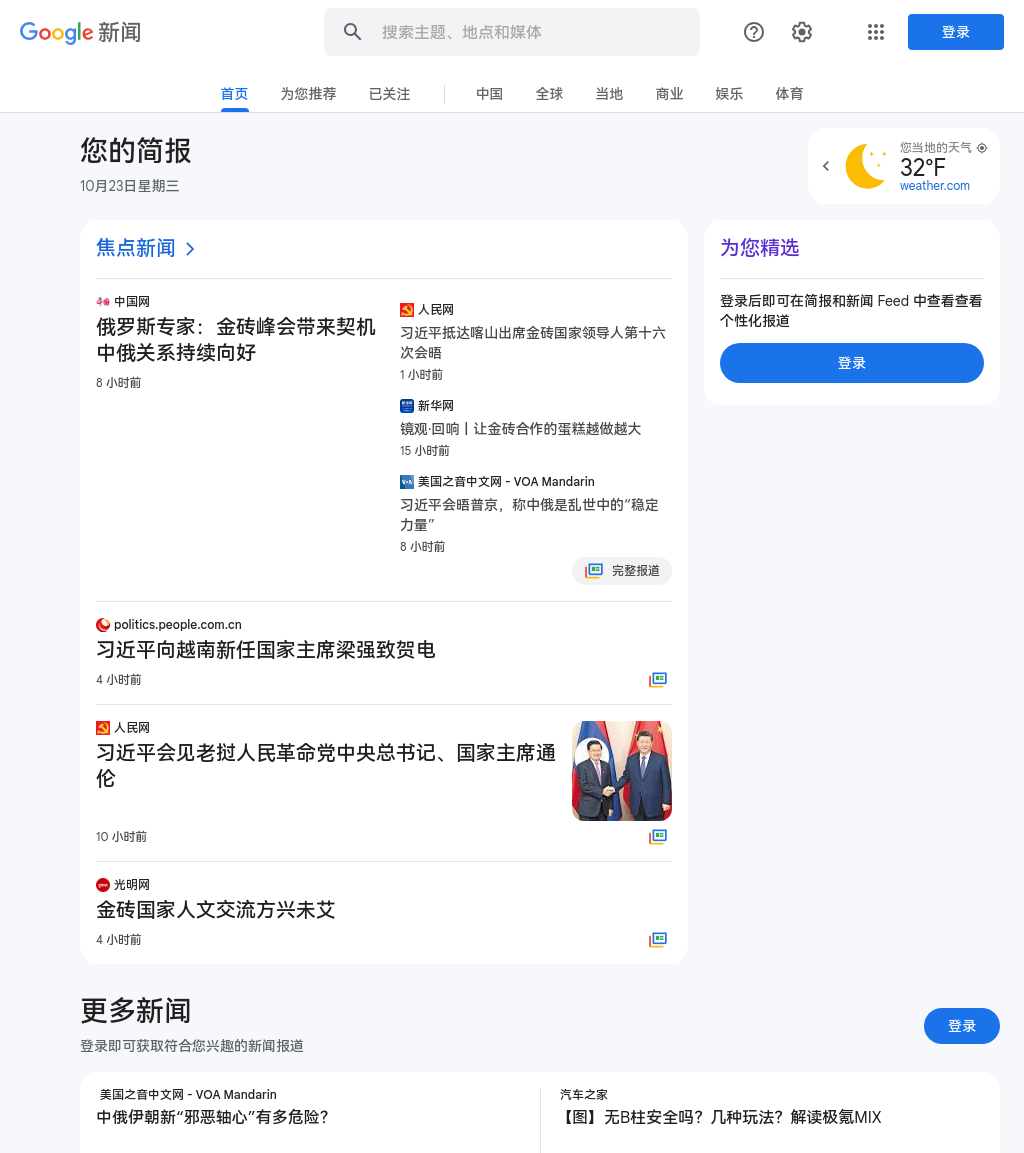 Google 新闻
搜索主题、地点和媒体
登录
首页 为您推荐 已关注 中国 全球 当地 商业 娱乐 体育
您的简报
10月23日星期三
您当地的天气
32°F
weather.com
焦点新闻
中国网
俄罗斯专家：金砖峰会带来契机
中俄关系持续向好
8 小时前
人民网
习近平抵达喀山出席金砖国家领导人第十六
次会晤
1 小时前
新华网
镜观·回响丨让金砖合作的蛋糕越做越大
15 小时前
美国之音中文网 - VOA Mandarin
习近平会晤普京，称中俄是乱世中的“稳定
力量”
8 小时前
完整报道
politics.people.com.cn
习近平向越南新任国家主席梁强致贺电
4 小时前
人民网
习近平会见老挝人民革命党中央总书记、国家主席通
伦
10 小时前
光明网
金砖国家人文交流方兴未艾
4 小时前
为您精选
登录后即可在简报和新闻 Feed 中查看查看
个性化报道
登录
更多新闻
登录即可获取符合您兴趣的新闻报道
登录
美国之音中文网 - VOA Mandarin
中俄伊朝新“邪恶轴心”有多危险？
汽车之家
【图】无B柱安全吗？几种玩法？解读极氪MIX